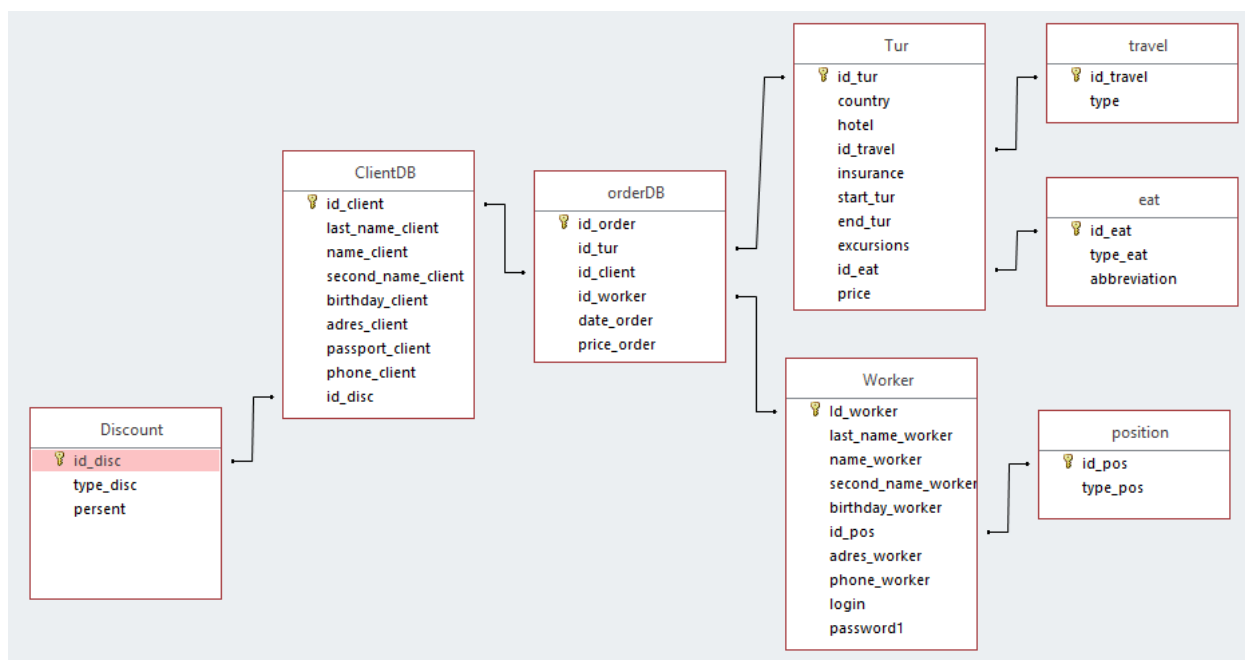 Discount
id_disc
type_disc
persent
ClientDB
id_client
last_name_client
name_client
second_name_client
birthday_client
adres_client
passport_client
phone_client
id_disc
orderDB
id_order
id_tur
id_client
id_worker
date_order
price_order
Tur
id_tur
country
hotel
id_travel
insurance
start_tur
end_tur
excursions
id_eat
price
travel
id_travel
type
eat
id_eat
type_eat
abbreviation
Worker
Id_worker
last_name_worker
name_worker
second_name_worker
birthday_worker
id_pos
adres_worker
phone_worker
login
password1
position
id_pos
type_pos